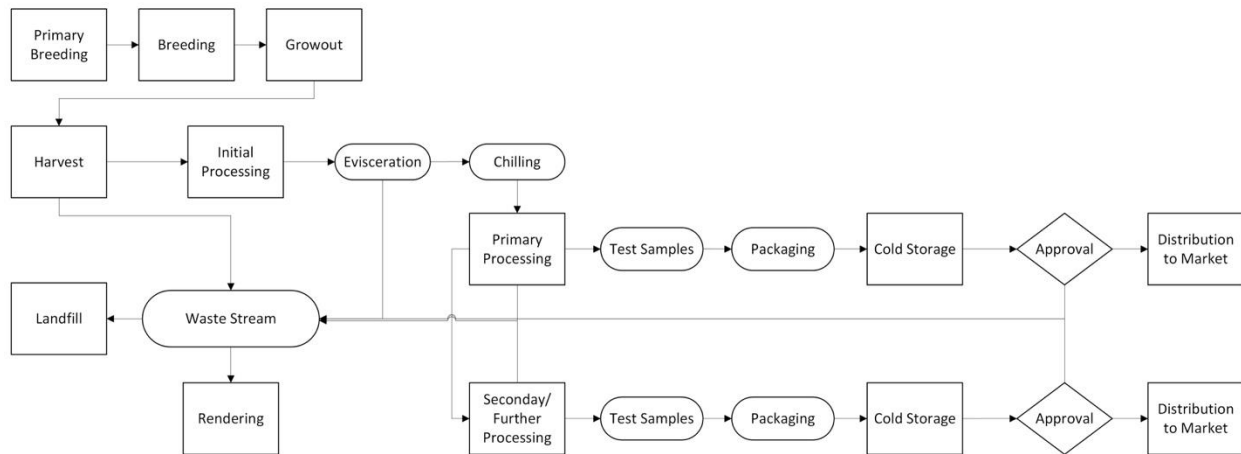 Primary
Breeding
Breeding
Growout
Harvest
Initial
Processing
Evisceration
Chilling
Primary
Processing
Test Samples
Packaging
Cold Storage
Approval
Distribution
to Market
Landfill
Waste Stream
Rendering
Seconday/
Further
Processing
Test Samples
Packaging
Cold Storage
Approval
Distribution
to Market